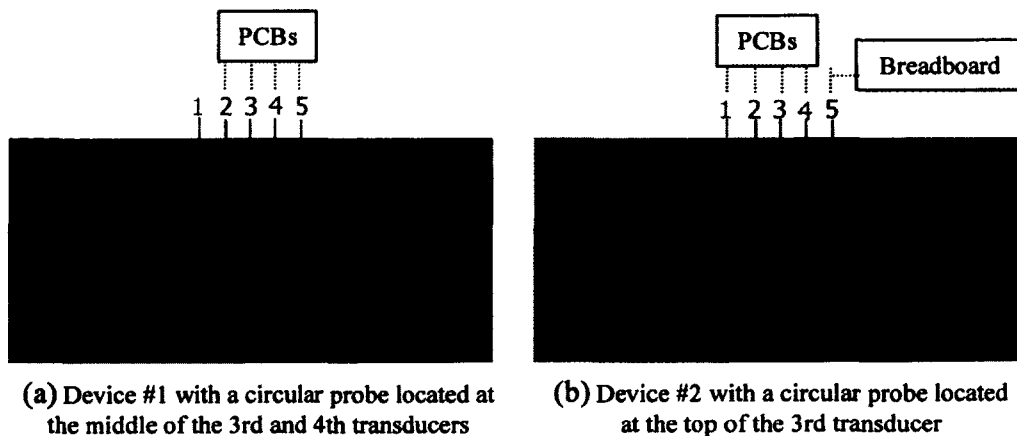 PCBs
1 2 3 4 5
(a) Device #1 with a circular probe located at
the middle of the 3rd and 4th transducers
PCBs
Breadboard
1 2 3 4 5
(b) Device #2 with a circular probe located
at the top of the 3rd transducer